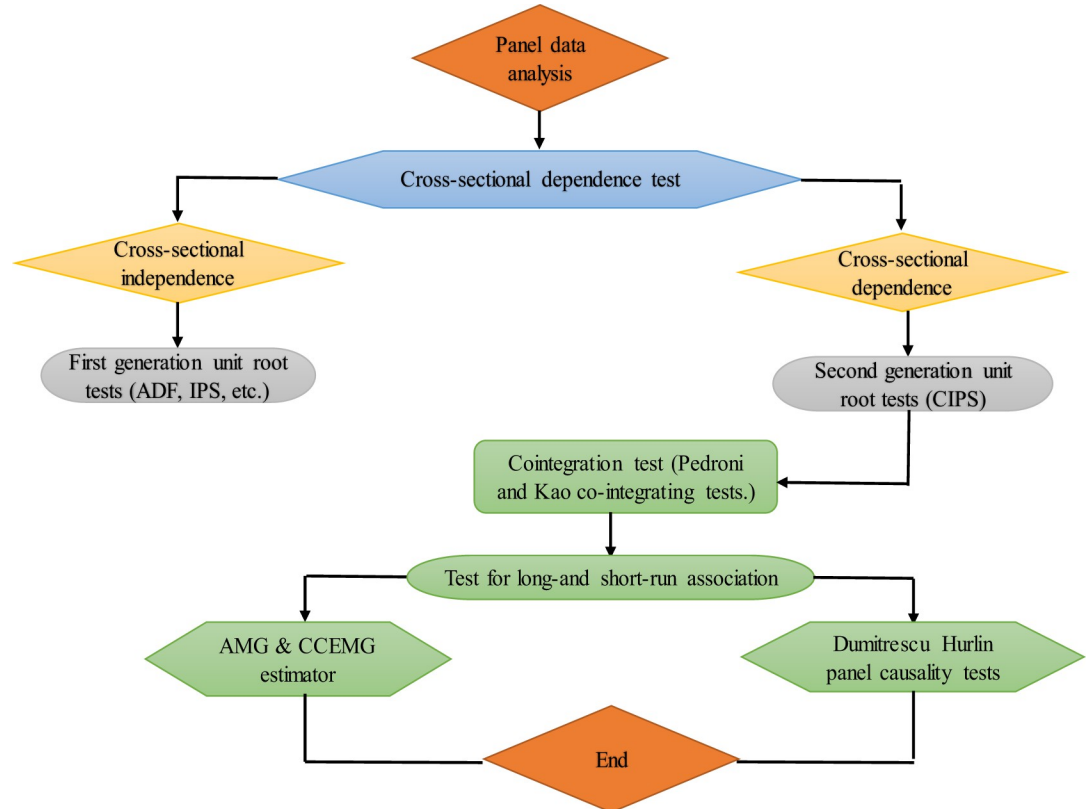 Panel data
analysis
Cross-sectional dependence test
Cross-sectional
independence
Cross-sectional
dependence
First generation unit root
tests (ADF, IPS, etc.)
Second generation unit
root tests (CIPS)
Cointegration test (Pedroni
and Kao co-integrating tests.)
Test for long-and short-run association
AMG & CCEMG
estimator
Dumitrescu Hurlin
panel causality tests
End